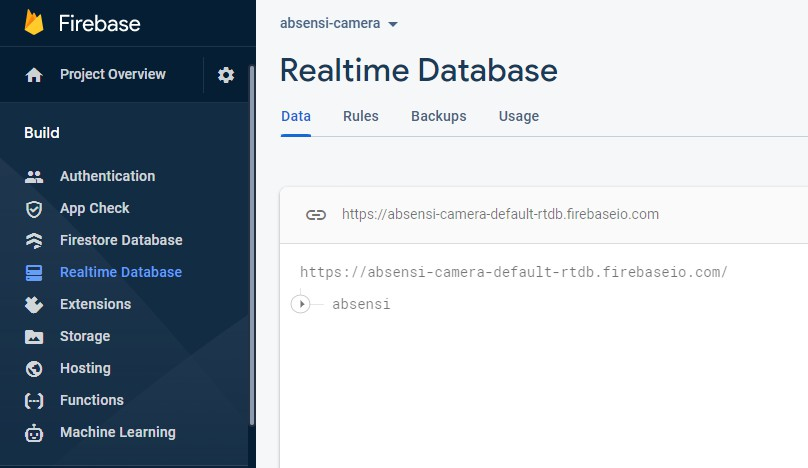 Firebase
Project Overview
Build
Authentication
App Check
Firestore Database
Realtime Database
Extensions
Storage
Hosting
Functions
Machine Learning
absensi-camera
Realtime Database
Data Rules Backups Usage
https://absensi-camera-default-rtdb.firebaseio.com
https://absensi-camera-default-rtdb.firebaseio.com/
absensi